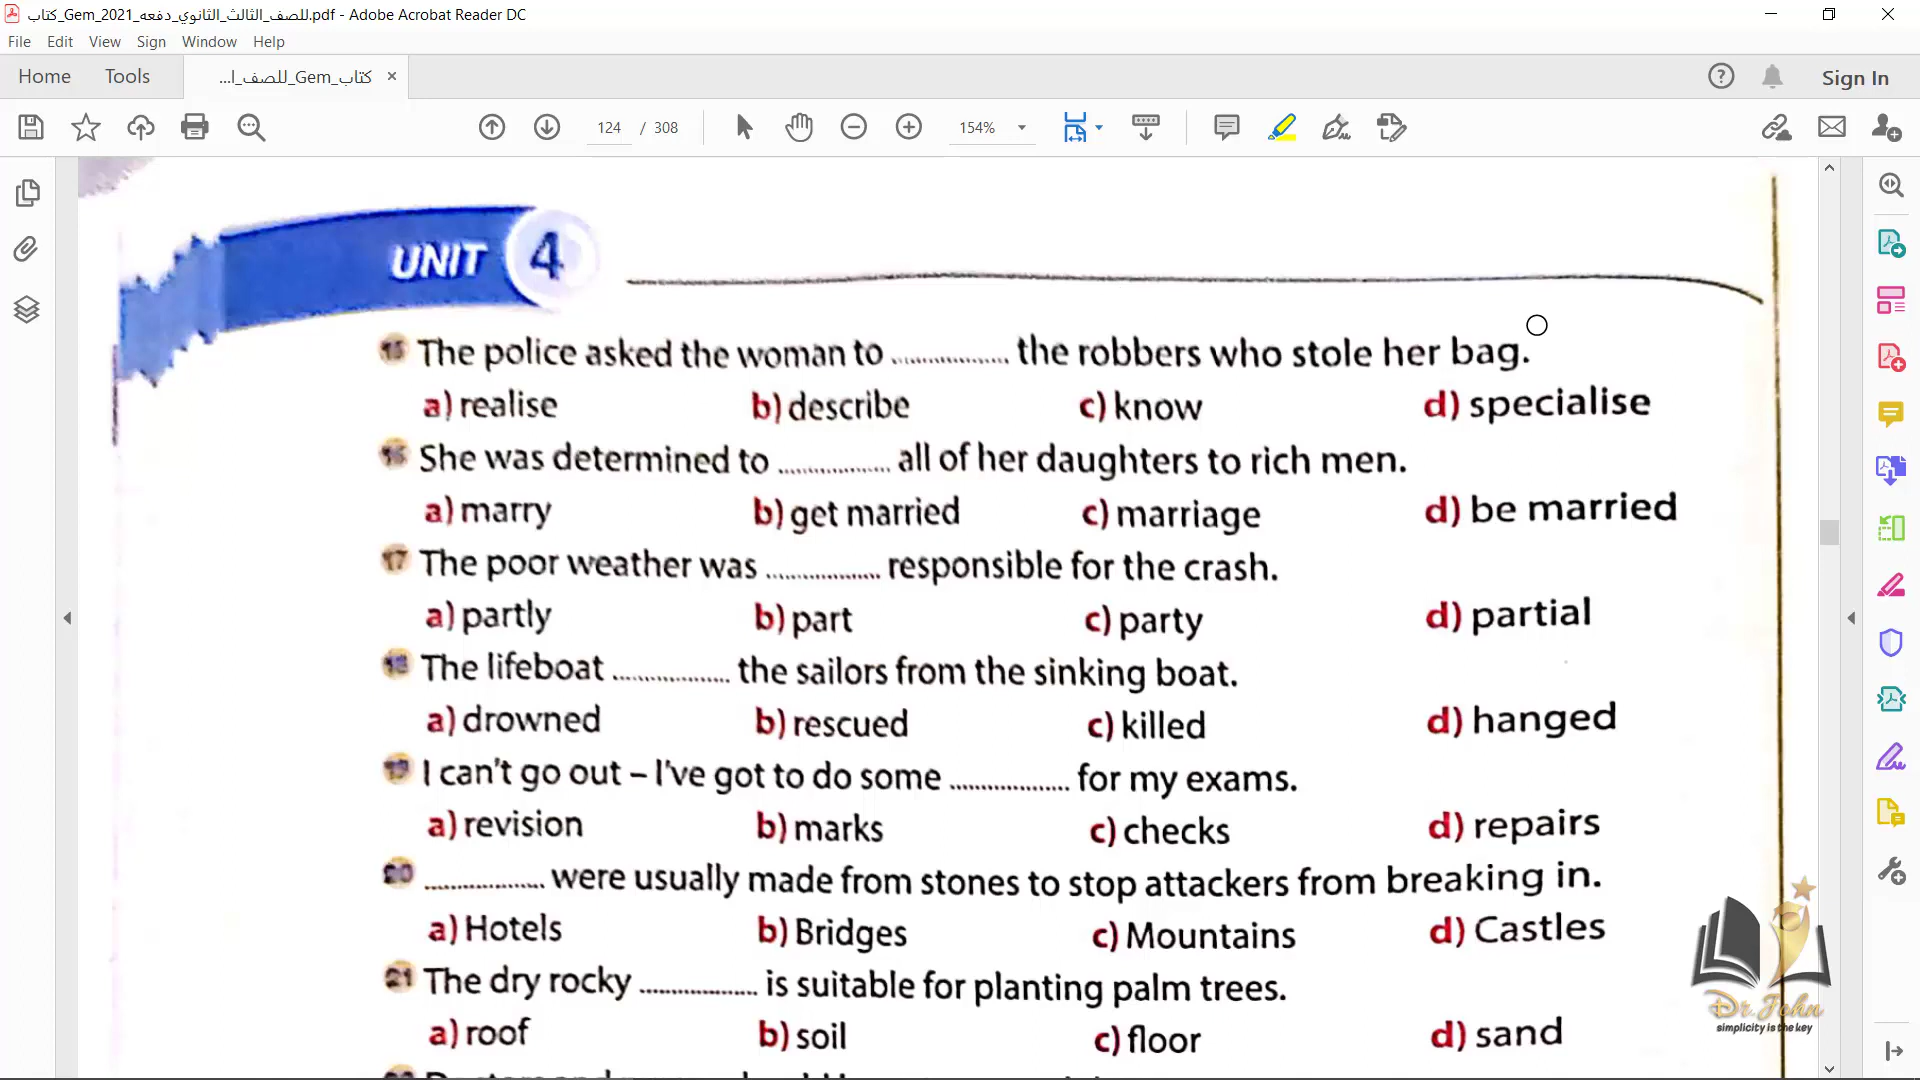 كتاب_Gem_للصف_الثالث_الثانوي_دفعه_2021.pdf - Adobe Acrobat Reader DC
File Edit View Sign Window Help
Home Tools كتاب_Gem_للصف_ا... × Sign In
124 / 308 154%
UNIT 4
15 The police asked the woman to ................ the robbers who stole her bag.
a) realise b) describe c) know d) specialise
16 She was determined to ................ all of her daughters to rich men.
a) marry b) get married c) marriage d) be married
17 The poor weather was ................ responsible for the crash.
a) partly b) part c) party d) partial
18 The lifeboat ................ the sailors from the sinking boat.
a) drowned b) rescued c) killed d) hanged
19 I can't go out – I've got to do some ................ for my exams.
a) revision b) marks c) checks d) repairs
20 ................ were usually made from stones to stop attackers from breaking in.
a) Hotels b) Bridges c) Mountains d) Castles
21 The dry rocky ................ is suitable for planting palm trees.
a) roof b) soil c) floor d) sand
Dr. John
simplicity is the key